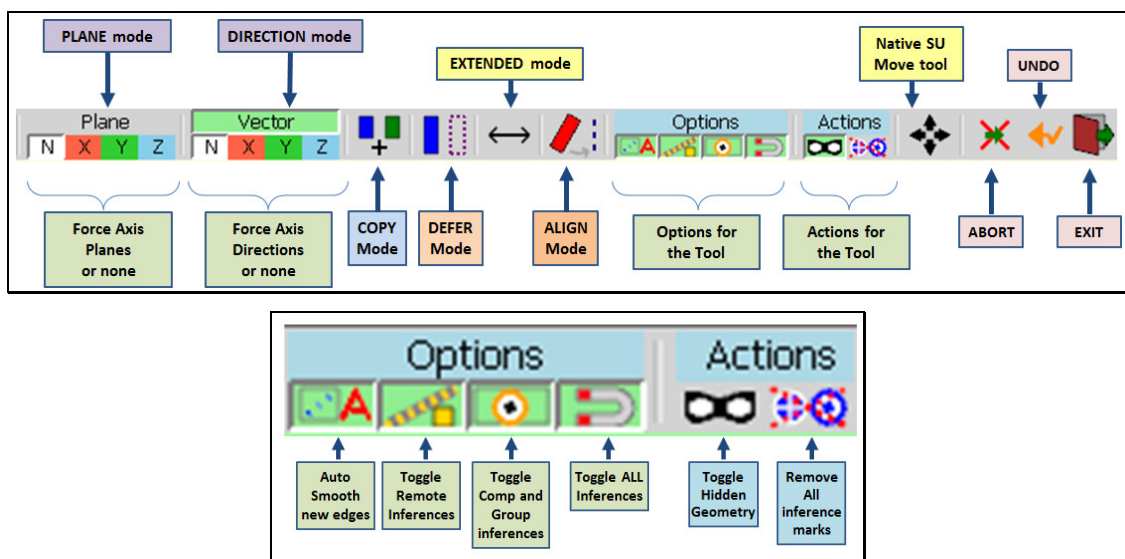 PLANE mode
DIRECTION mode
EXTENDED mode
Native SU
Move tool
UNDO
Plane
Vector
Options
Actions
N X Y Z
N X Y Z
A
Force Axis
Planes
or none
Force Axis
Directions
or none
COPY
Mode
DEFER
Mode
ALIGN
Mode
Options for
the Tool
Actions for
the Tool
ABORT
EXIT
Options
Actions
A
Auto
Smooth
new edges
Toggle
Remote
Inferences
Toggle
Comp and
Group
inferences
Toggle ALL
Inferences
Toggle
Hidden
Geometry
Remove
All
inference
marks